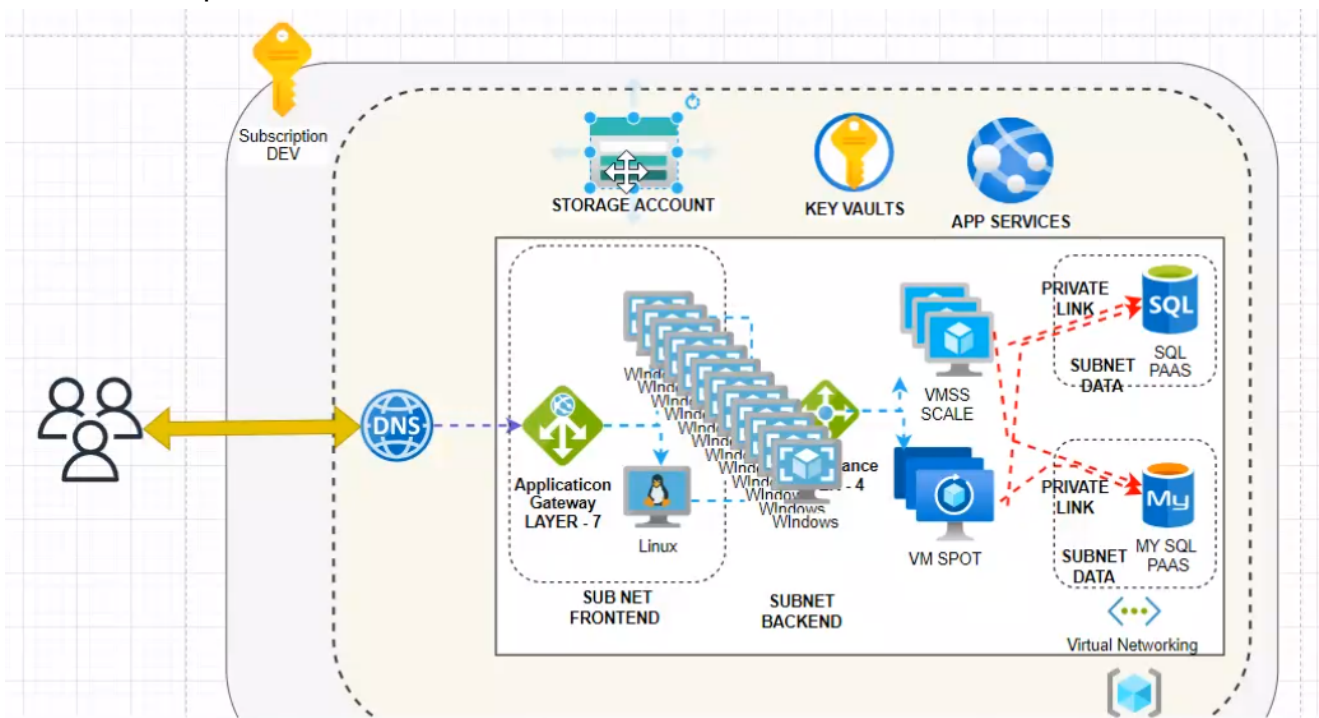 Subscription
DEV
STORAGE ACCOUNT
KEY VAULTS
APP SERVICES
DNS
Applicaticon
Gateway
LAYER - 7
Linux
WIndows
WIndows
- 4
VMSS
SCALE
VM SPOT
PRIVATE
LINK
SQL
SQL
PAAS
SUBNET
DATA
PRIVATE
LINK
My
MY SQL
PAAS
SUBNET
DATA
SUB NET
FRONTEND
SUBNET
BACKEND
Virtual Networking